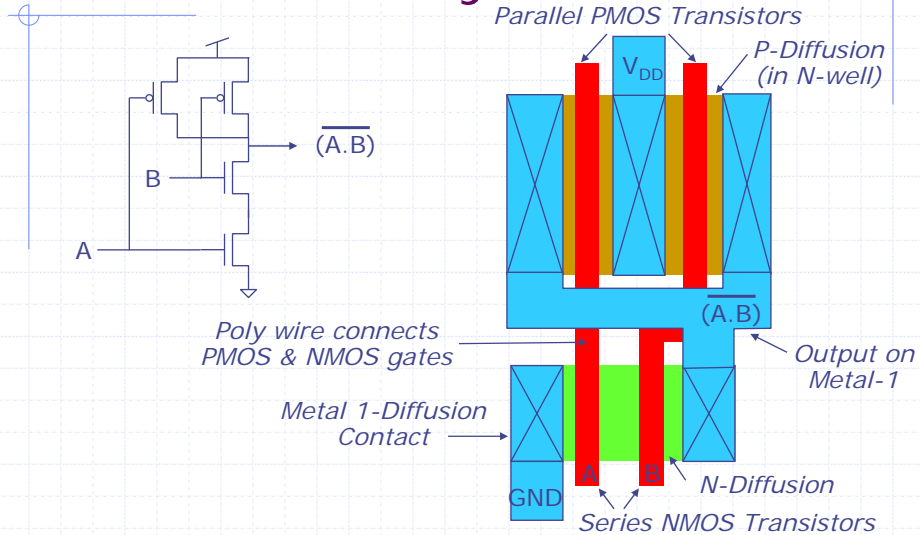 Parallel PMOS Transistors
P-Diffusion
(in N-well)
VDD
(A.B)
B
A
(A.B)
Poly wire connects
PMOS & NMOS gates
Output on
Metal-1
Metal 1-Diffusion
Contact
A
B
N-Diffusion
GND
Series NMOS Transistors